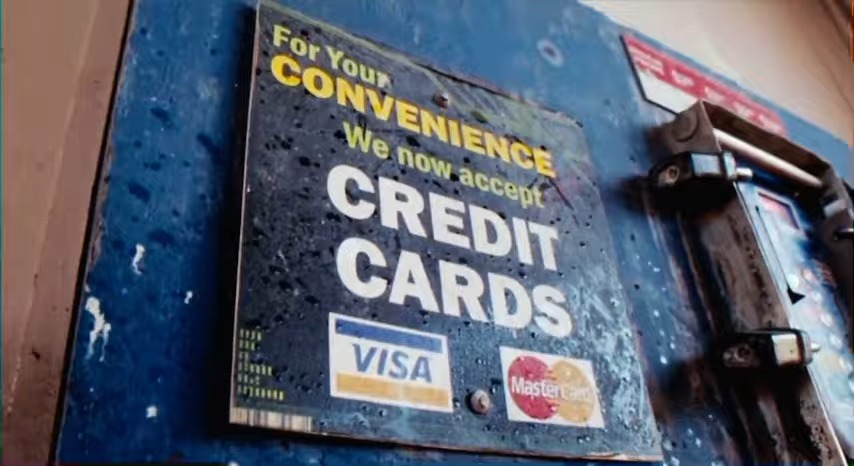 For Your
CONVENIENCE
We now accept
CREDIT
CARDS
VISA
MasterCard